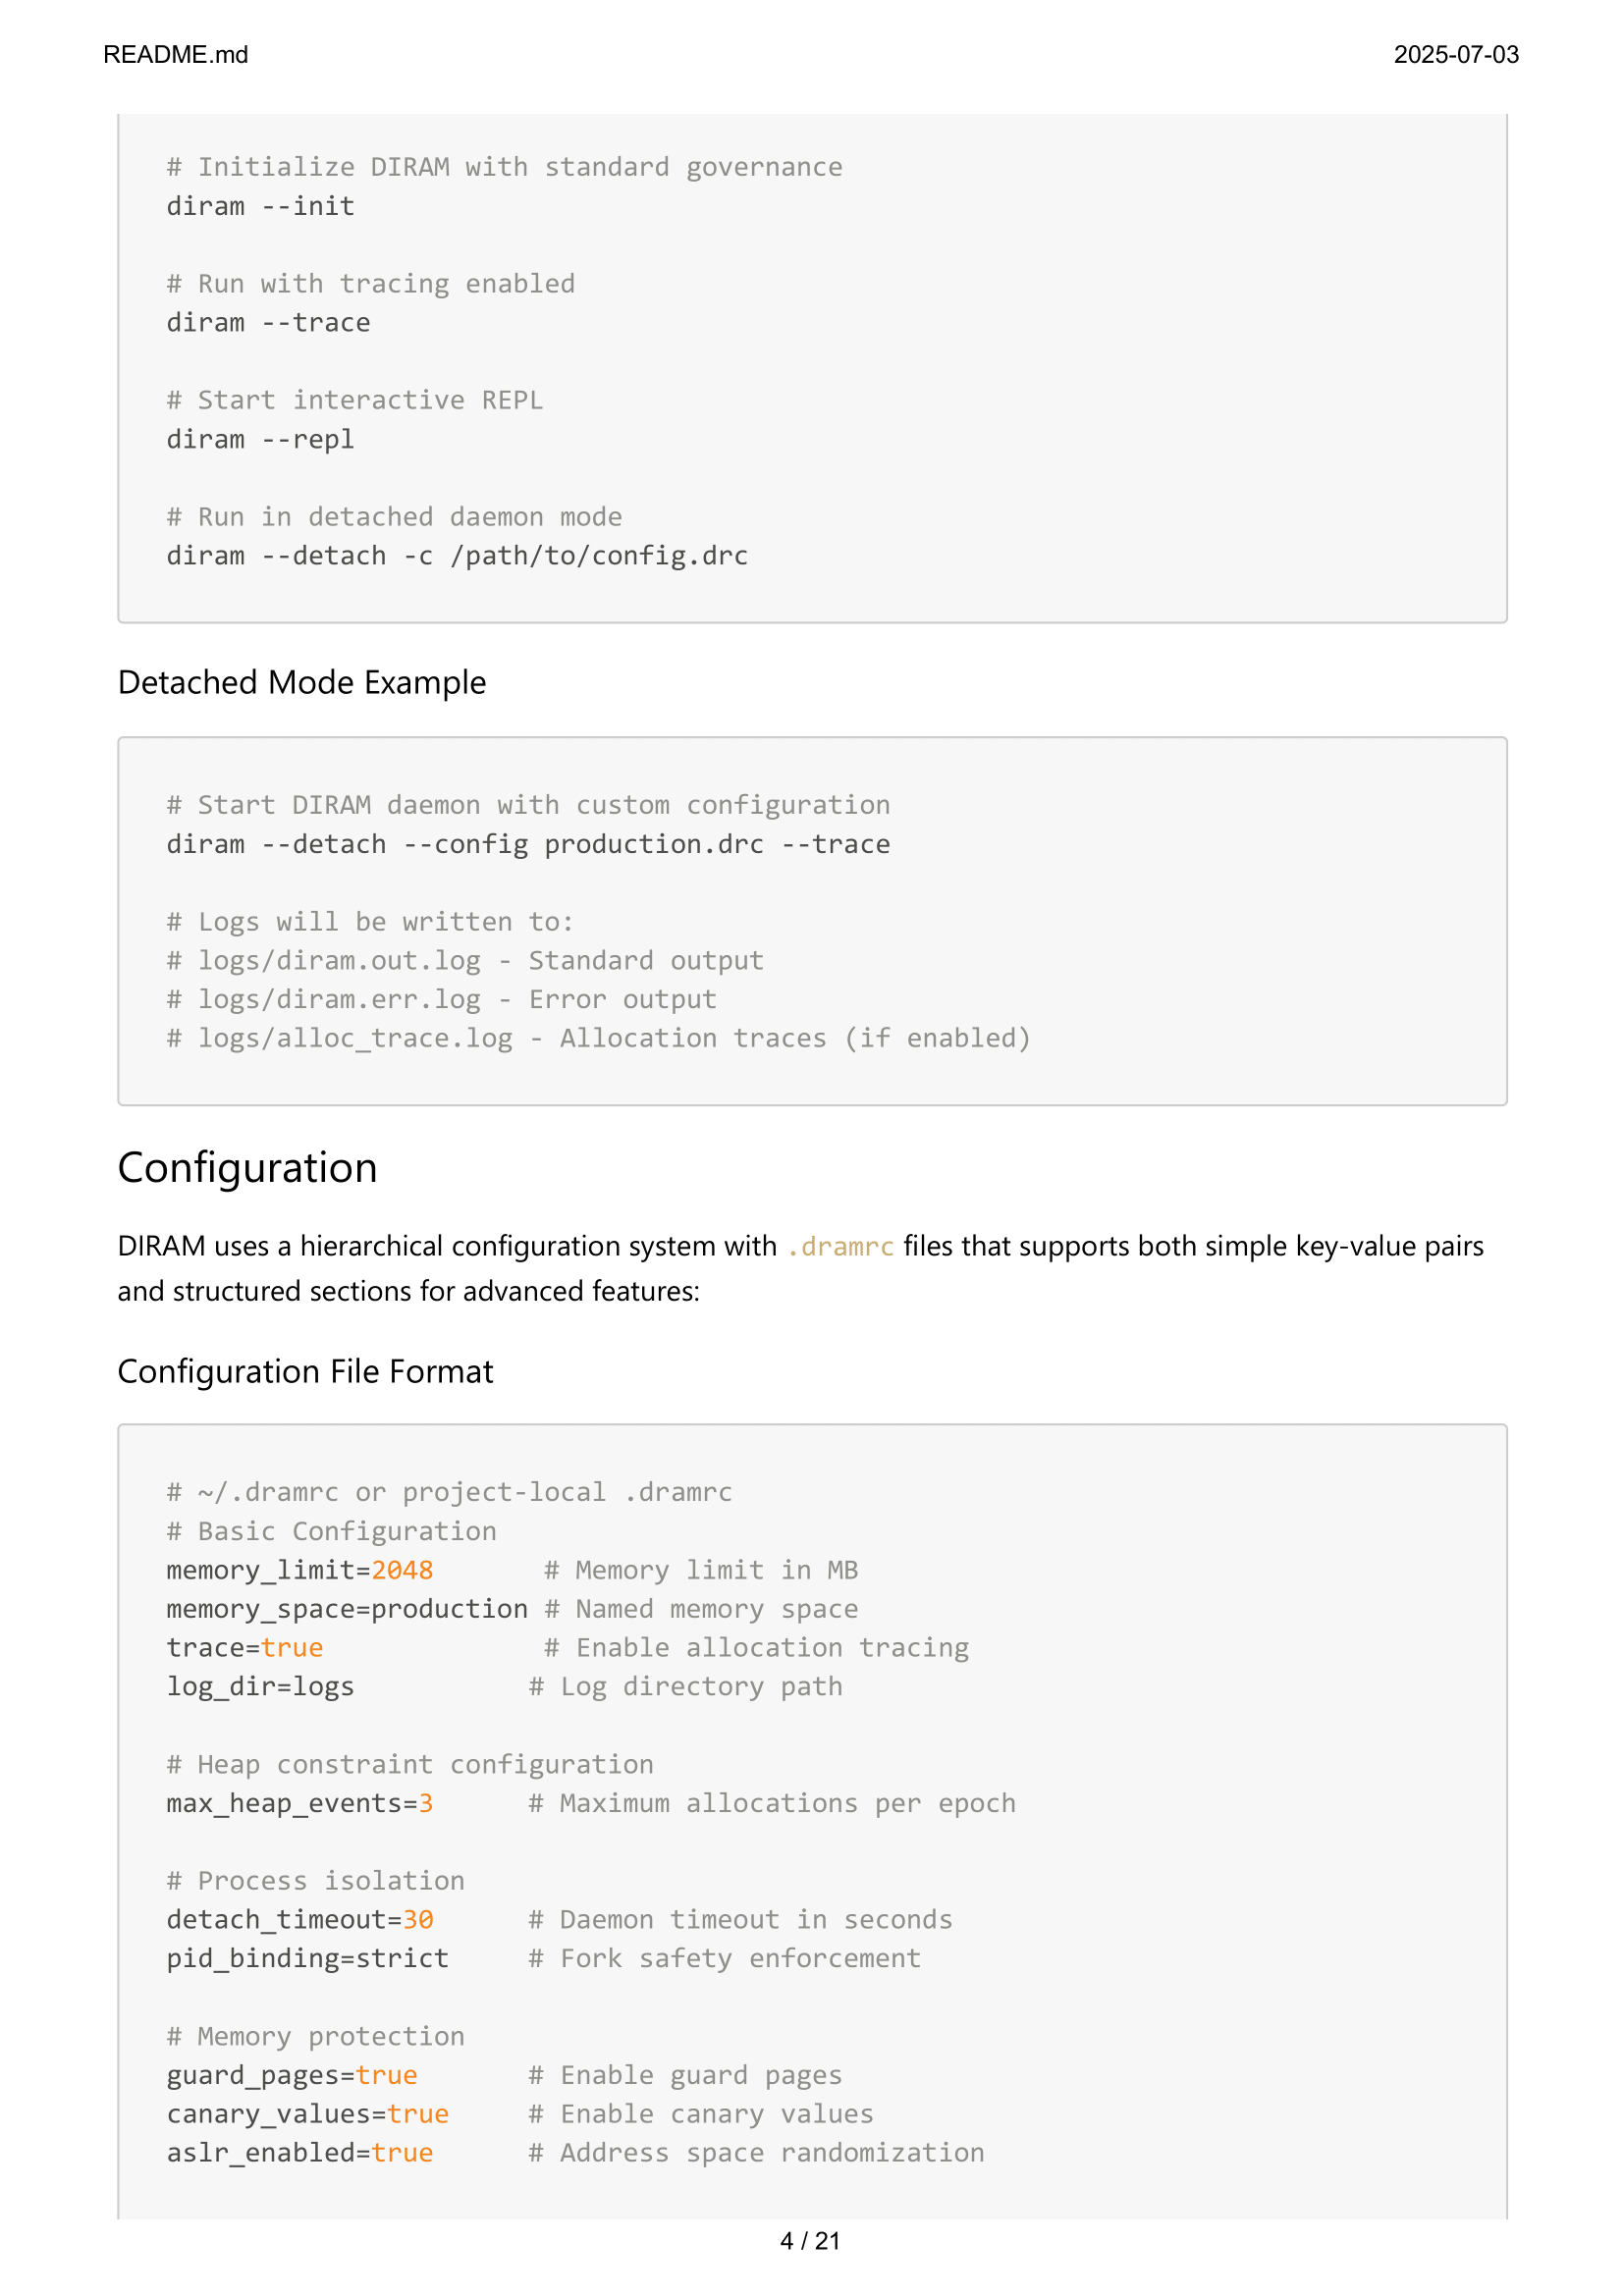 README.md 2025-07-03
# Initialize DIRAM with standard governance
diram --init
# Run with tracing enabled
diram --trace
# Start interactive REPL
diram --repl
# Run in detached daemon mode
diram --detach -c /path/to/config.drc
Detached Mode Example
# Start DIRAM daemon with custom configuration
diram --detach --config production.drc --trace
# Logs will be written to:
# logs/diram.out.log - Standard output
# logs/diram.err.log - Error output
# logs/alloc_trace.log - Allocation traces (if enabled)
Configuration
DIRAM uses a hierarchical configuration system with .dramrc files that supports both simple key-value pairs
and structured sections for advanced features:
Configuration File Format
# ~/.dramrc or project-local .dramrc
# Basic Configuration
memory_limit=2048       # Memory limit in MB
memory_space=production # Named memory space
trace=true              # Enable allocation tracing
log_dir=logs           # Log directory path
# Heap constraint configuration
max_heap_events=3      # Maximum allocations per epoch
# Process isolation
detach_timeout=30      # Daemon timeout in seconds
pid_binding=strict     # Fork safety enforcement
# Memory protection
guard_pages=true       # Enable guard pages
canary_values=true     # Enable canary values
aslr_enabled=true      # Address space randomization
4 / 21